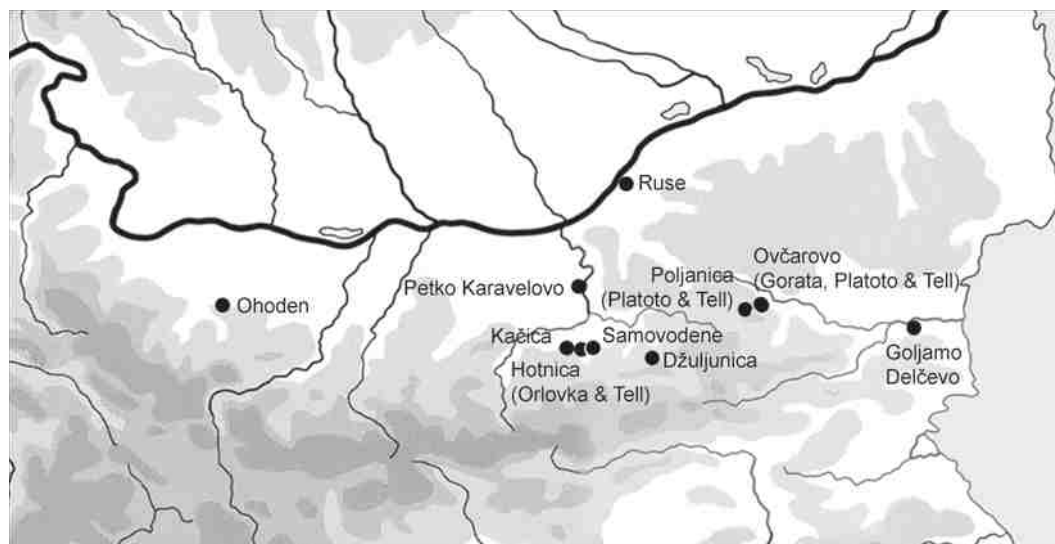 Ruse
Ovčarovo
(Gorata, Platoto & Tell)
Poljanica
(Platoto & Tell)
Petko Karavelovo
Ohoden
Kačica
Samovodene
Hotnica
(Orlovka & Tell)
Džuljunica
Goljamo
Delčevo